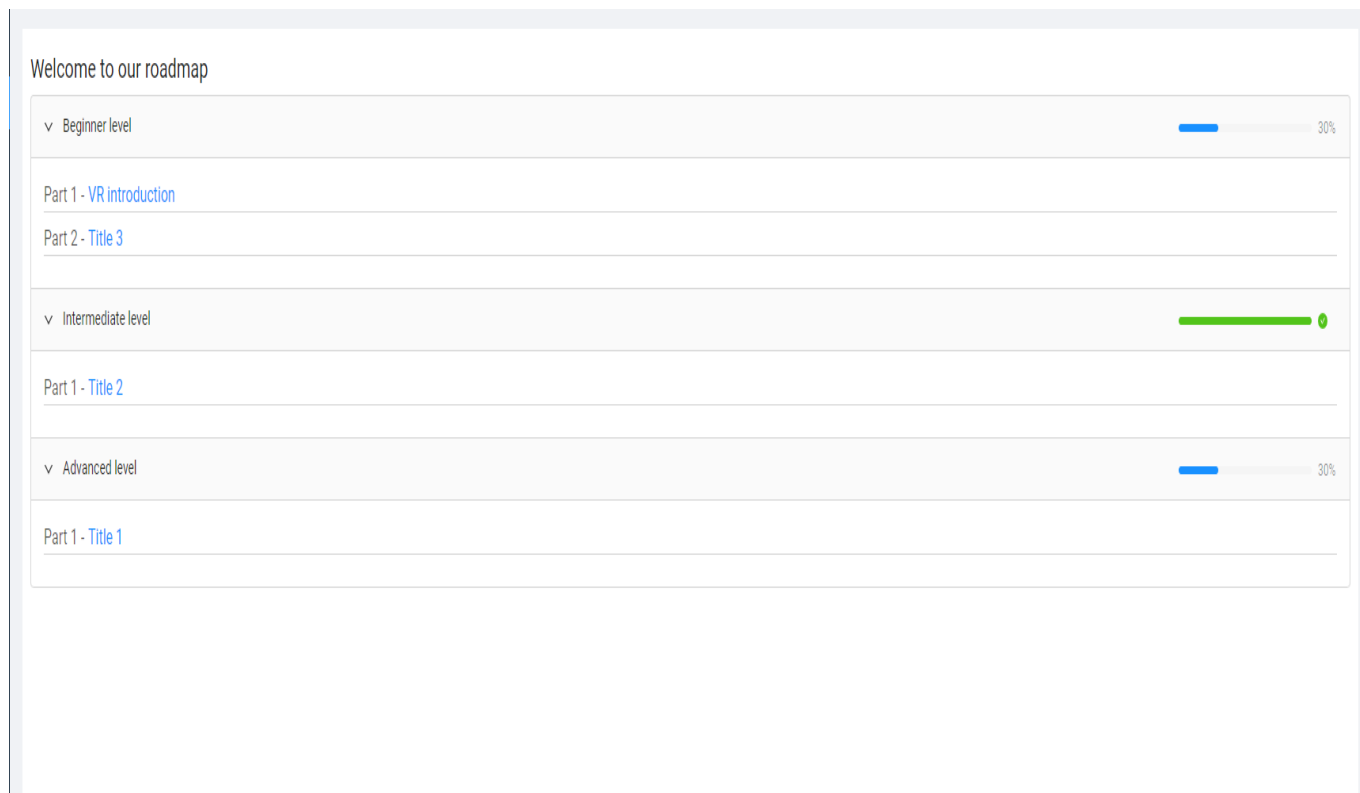 Welcome to our roadmap
Beginner level 30%
Part 1 - VR introduction
Part 2 - Title 3
Intermediate level
Part 1 - Title 2
Advanced level 30%
Part 1 - Title 1